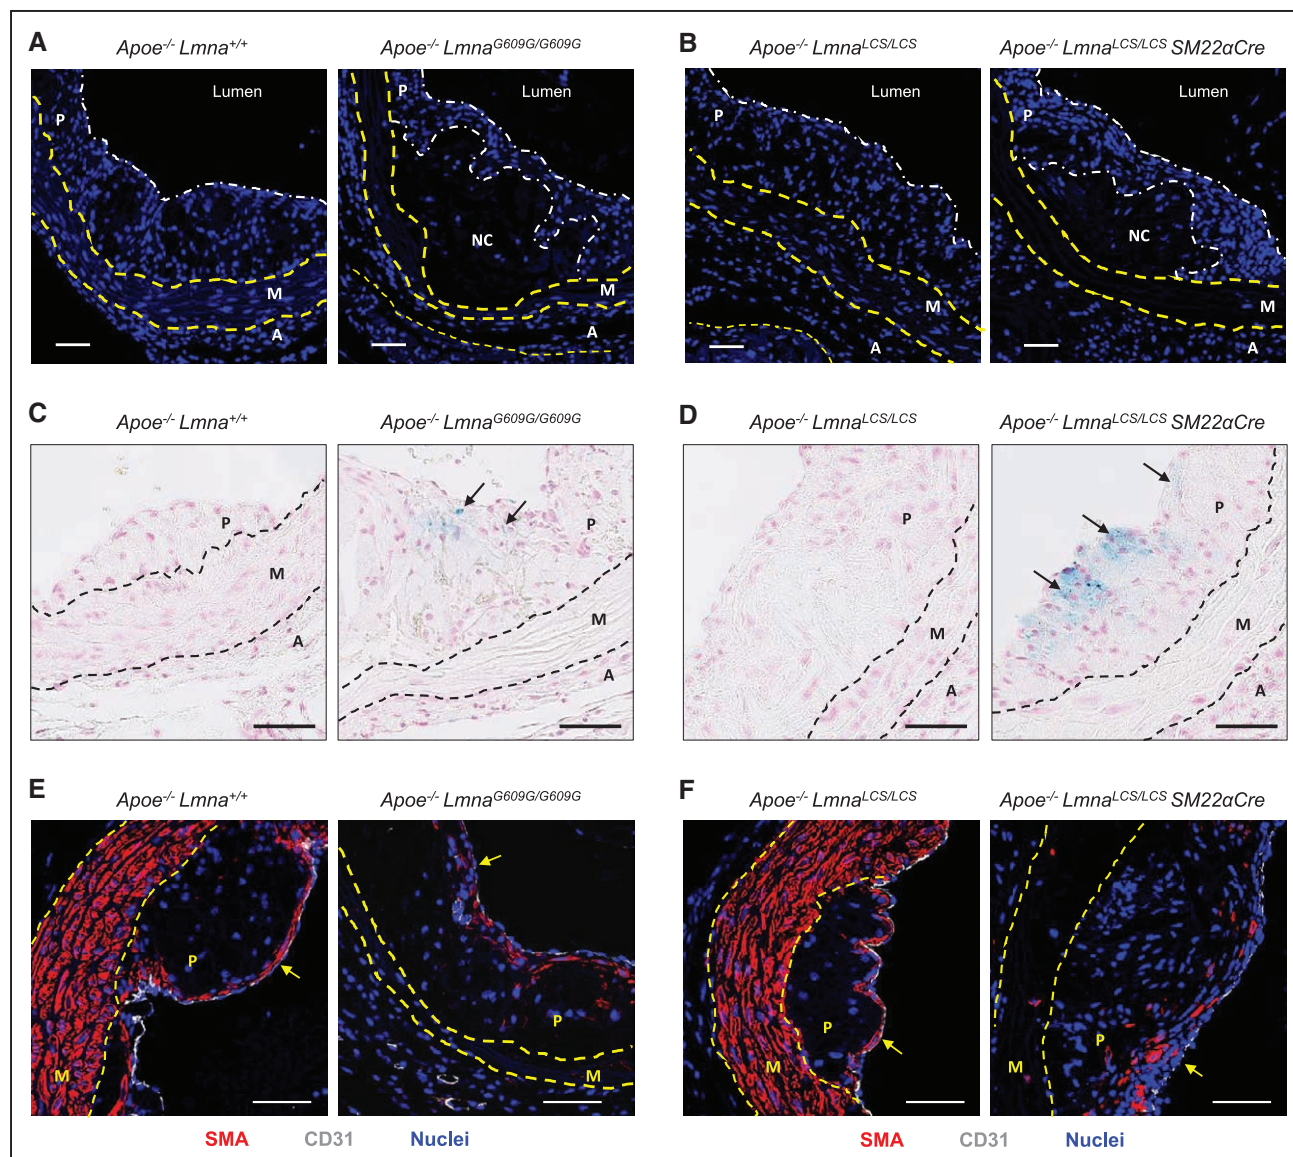 A
Apoe-/- Lmna+/+
Apoe-/- LmnaG609G/G609G
B
Apoe-/- LmnaLCS/LCS
Apoe-/- LmnaLCS/LCS SM22αCre
Lumen
P
M
A
Lumen
P
NC
M
A
Lumen
P
M
A
Lumen
P
NC
M
A
C
Apoe-/- Lmna+/+
Apoe-/- LmnaG609G/G609G
D
Apoe-/- LmnaLCS/LCS
Apoe-/- LmnaLCS/LCS SM22αCre
P
M
A
P
M
A
P
M
A
P
M
A
E
Apoe-/- Lmna+/+
Apoe-/- LmnaG609G/G609G
F
Apoe-/- LmnaLCS/LCS
Apoe-/- LmnaLCS/LCS SM22αCre
P
M
P
M
P
M
P
M
SMA CD31 Nuclei
SMA CD31 Nuclei